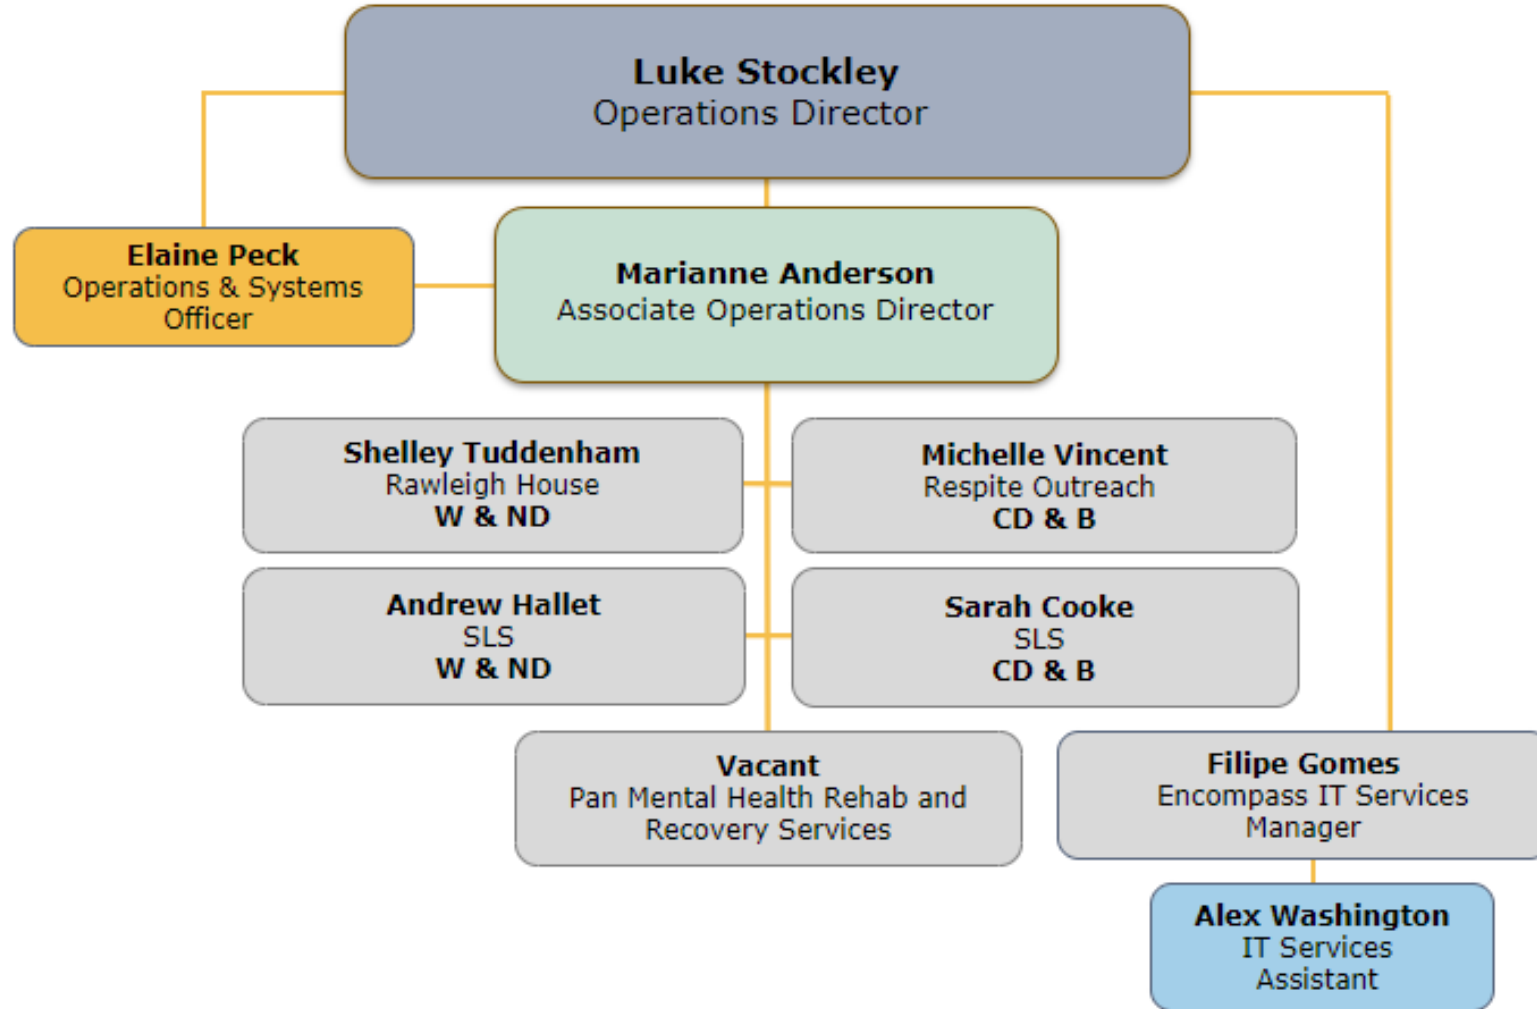 Luke Stockley
Operations Director
Elaine Peck
Operations & Systems
Officer
Marianne Anderson
Associate Operations Director
Shelley Tuddenham
Rawleigh House
W & ND
Michelle Vincent
Respite Outreach
CD & B
Andrew Hallet
SLS
W & ND
Sarah Cooke
SLS
CD & B
Vacant
Pan Mental Health Rehab and
Recovery Services
Filipe Gomes
Encompass IT Services
Manager
Alex Washington
IT Services
Assistant